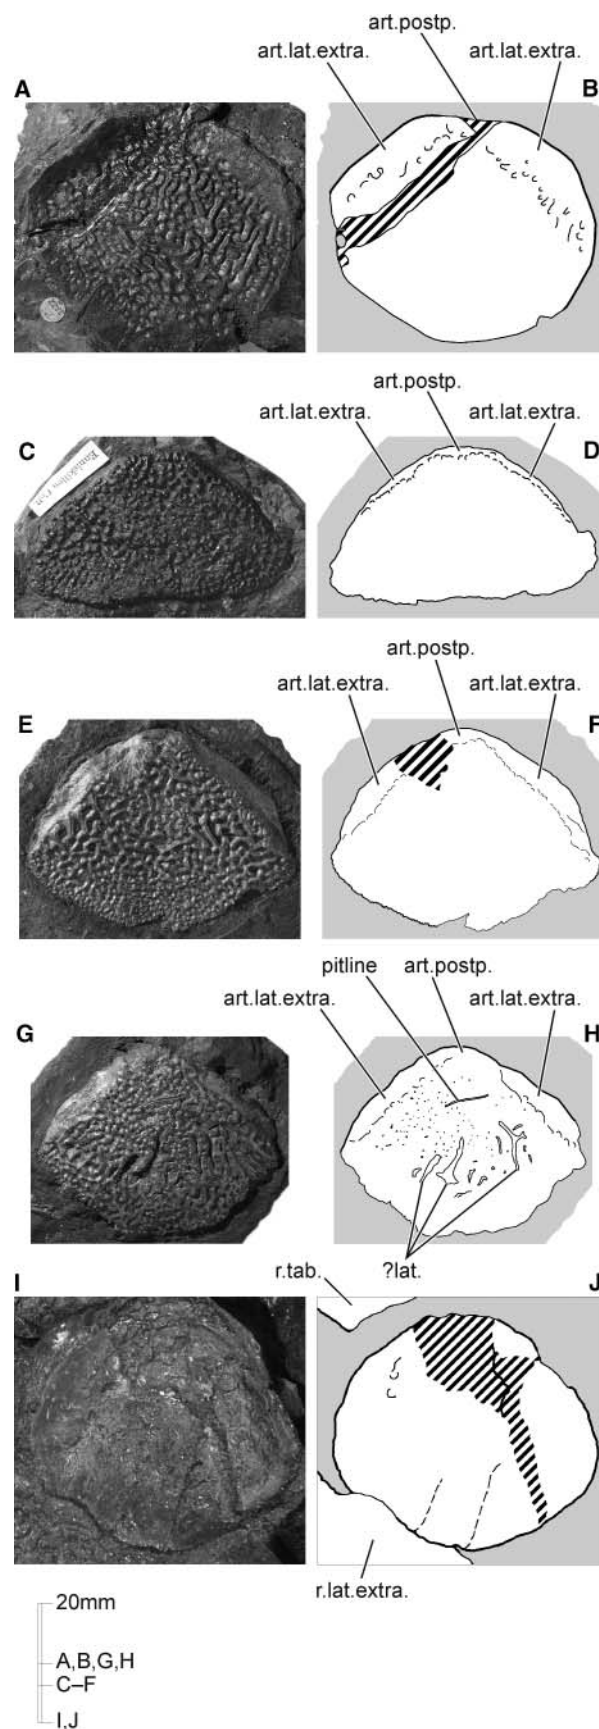 art.postp.
art.lat.extra. art.lat.extra.
A B
art.postp.
art.lat.extra. art.lat.extra.
C D
Enniskillen
art.postp.
art.lat.extra. art.lat.extra.
E F
pitline art.postp.
art.lat.extra. art.lat.extra.
G H
r.tab. ?lat.
I J
r.lat.extra.
20mm
A,B,G,H
C–F
I,J